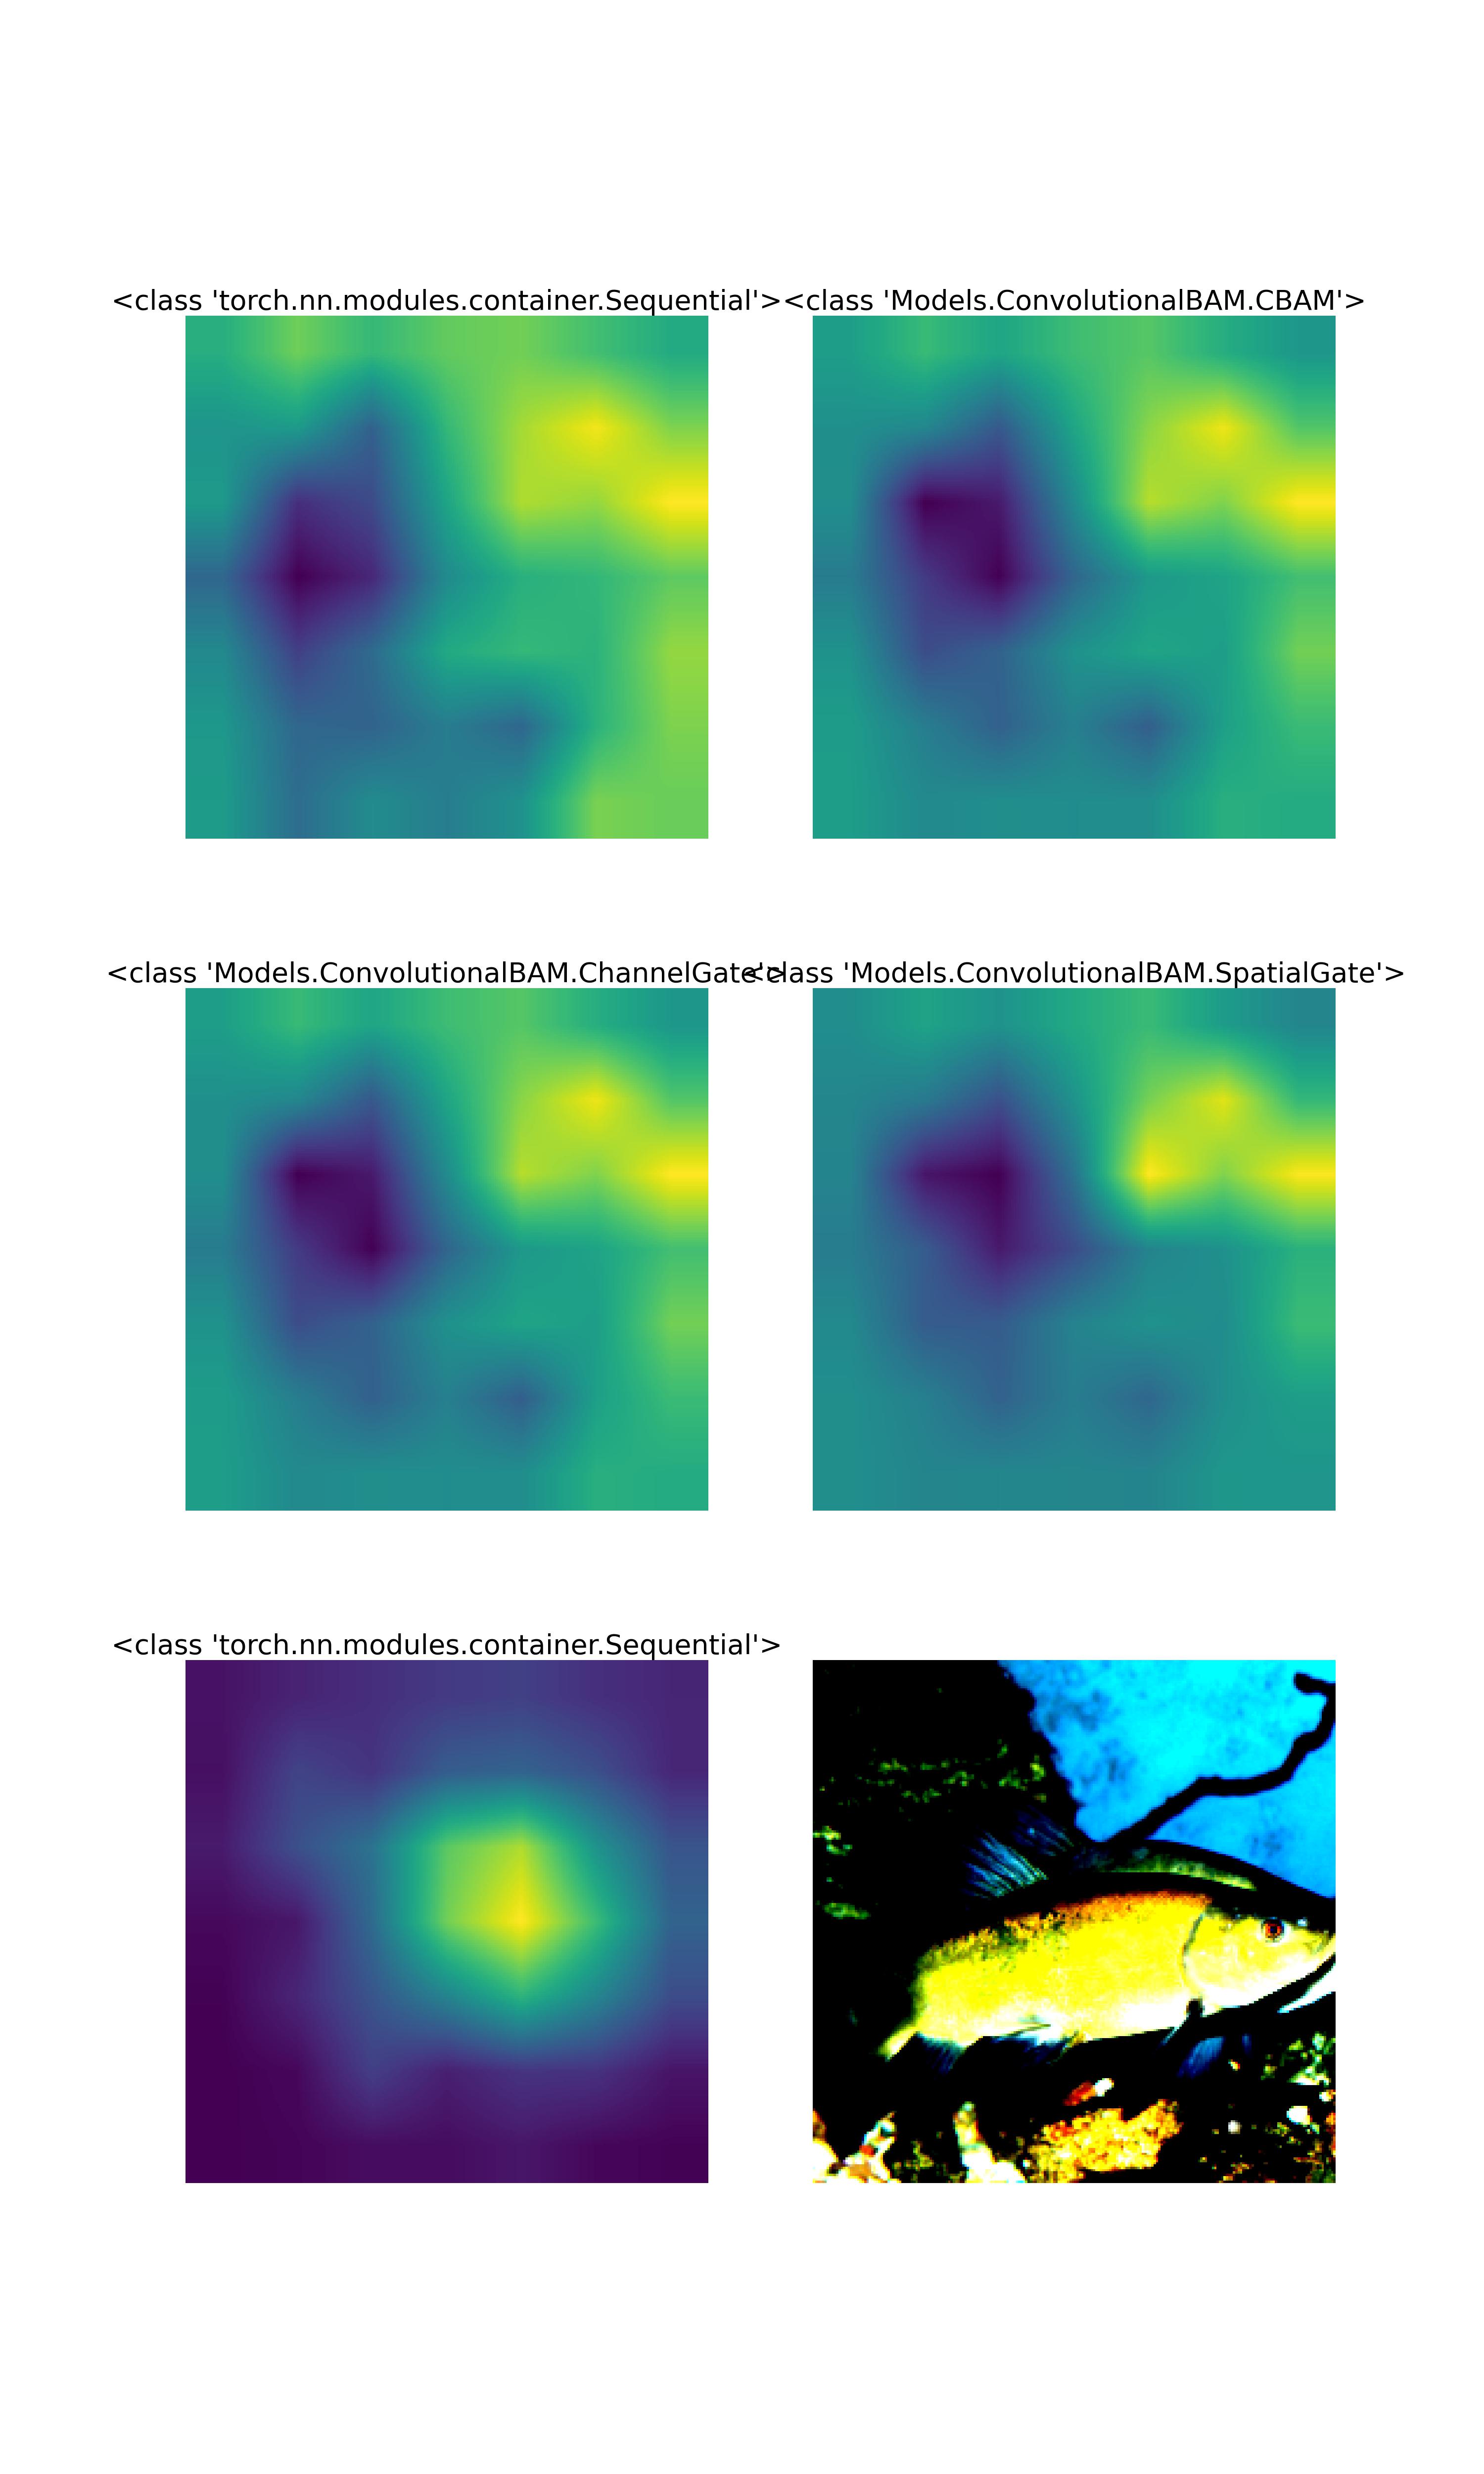 <class 'torch.nn.modules.container.Sequential'>
<class 'Models.ConvolutionalBAM.CBAM'>
<class 'Models.ConvolutionalBAM.ChannelGate'>
<class 'Models.ConvolutionalBAM.SpatialGate'>
<class 'torch.nn.modules.container.Sequential'>